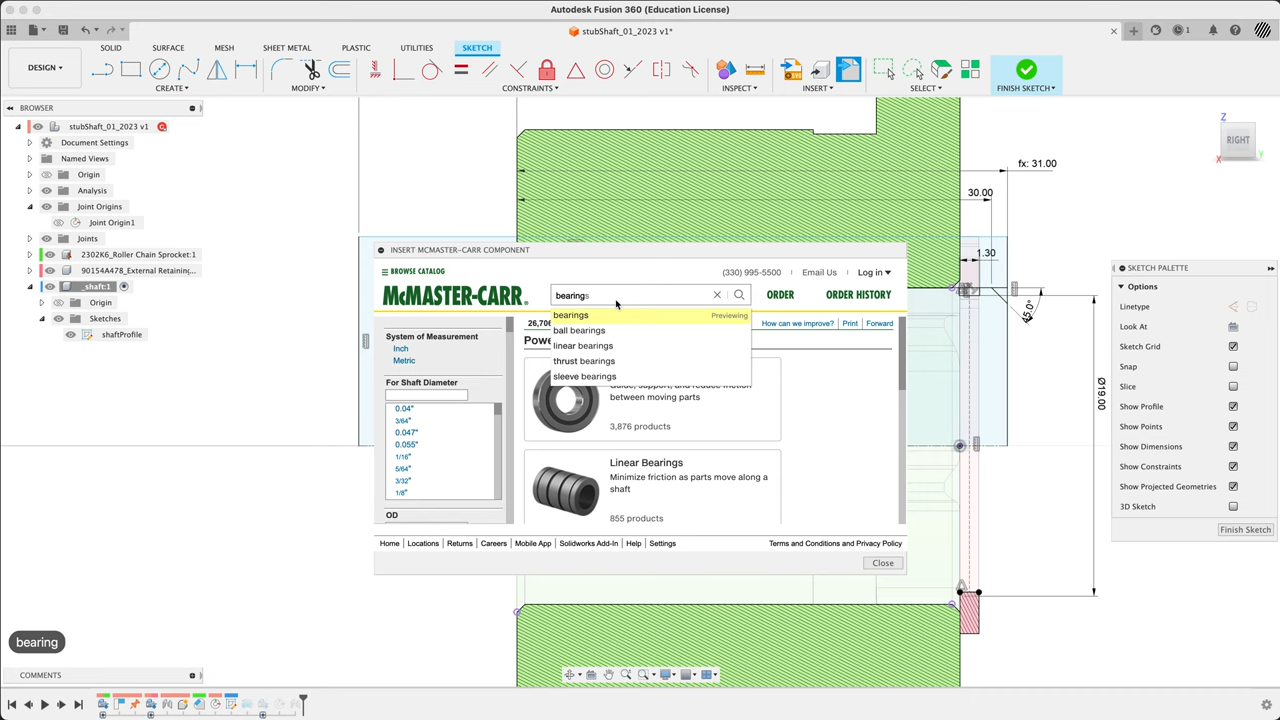 Autodesk Fusion 360 (Education License)
stubShaft_01_2023 v1*
1
SOLID SURFACE MESH SHEET METAL PLASTIC UTILITIES SKETCH
DESIGN
CREATE MODIFY CONSTRAINTS INSPECT INSERT SELECT FINISH SKETCH
BROWSER
stubShaft_01_2023 v1
Document Settings
Named Views
Origin
Analysis
Joint Origins
Joint Origin1
Joints
2302K6_Roller Chain Sprocket:1
90154A478_External Retaining...
_shaft:1
Origin
Sketches
shaftProfile
Z
RIGHT
X
Y
fx: 31.00
30.00
1.30
45.0°
Ø19.00
INSERT MCMASTER-CARR COMPONENT
BROWSE CATALOG
(330) 995-5500 Email Us Log in
McMASTER-CARR
bearings
ORDER ORDER HISTORY
bearings Previewing
ball bearings
linear bearings
thrust bearings
sleeve bearings
System of Measurement
Inch
Metric
For Shaft Diameter
0.04"
3/64"
0.047"
0.055"
1/16"
5/64"
3/32"
1/8"
OD
How can we improve? Print Forward
between moving parts
3,876 products
Linear Bearings
Minimize friction as parts move along a
shaft
855 products
Home Locations Returns Careers Mobile App Solidworks Add-In Help Settings
Terms and Conditions and Privacy Policy
Close
SKETCH PALETTE
Options
Linetype
Look At
Sketch Grid
Snap
Slice
Show Profile
Show Points
Show Dimensions
Show Constraints
Show Projected Geometries
3D Sketch
Finish Sketch
bearing
COMMENTS